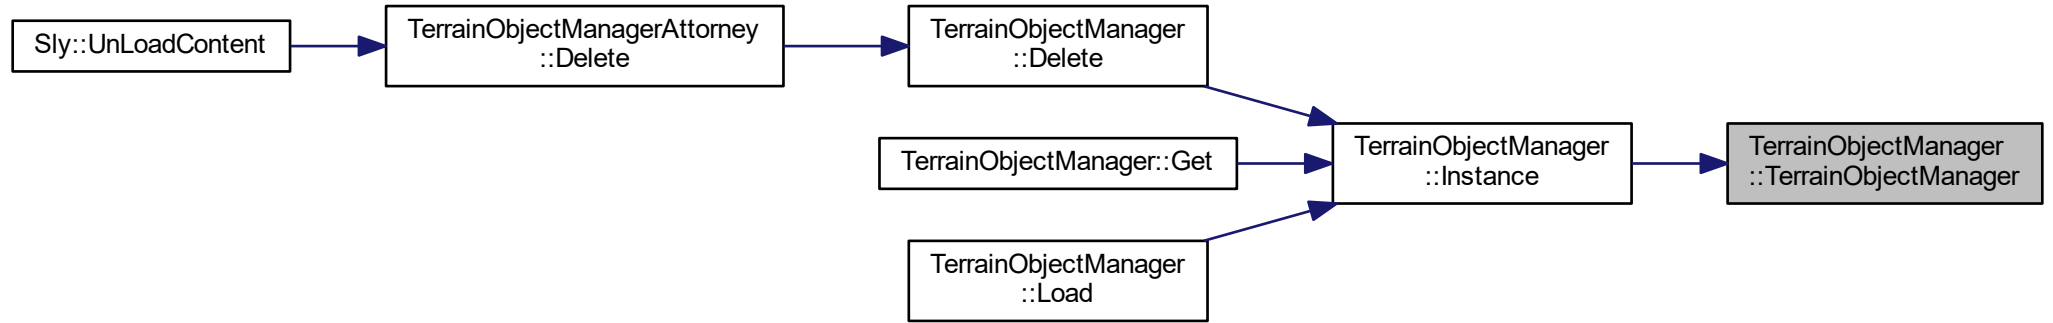 Sly::UnLoadContent
TerrainObjectManagerAttorney
::Delete
TerrainObjectManager
::Delete
TerrainObjectManager::Get
TerrainObjectManager
::Load
TerrainObjectManager
::Instance
TerrainObjectManager
::TerrainObjectManager